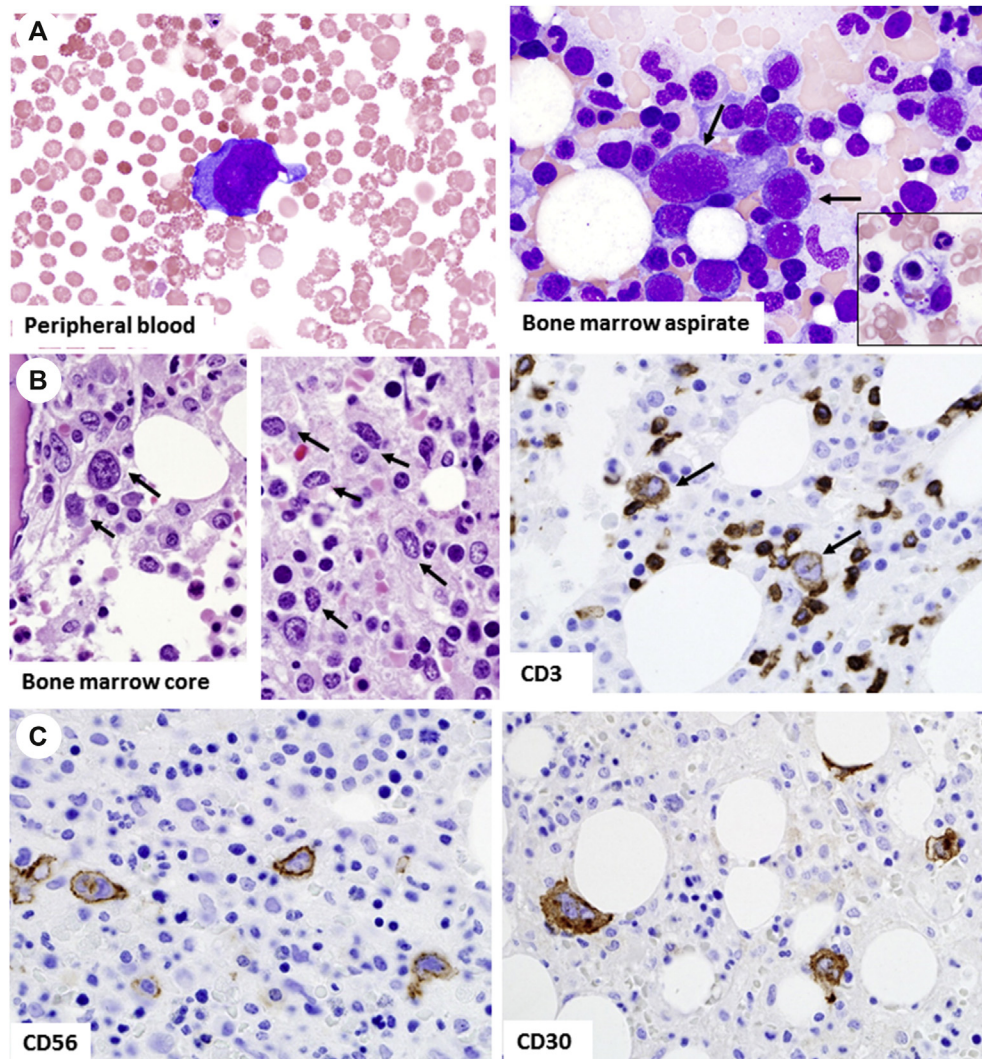 A
Peripheral blood
Bone marrow aspirate
B
Bone marrow core
CD3
C
CD56
CD30